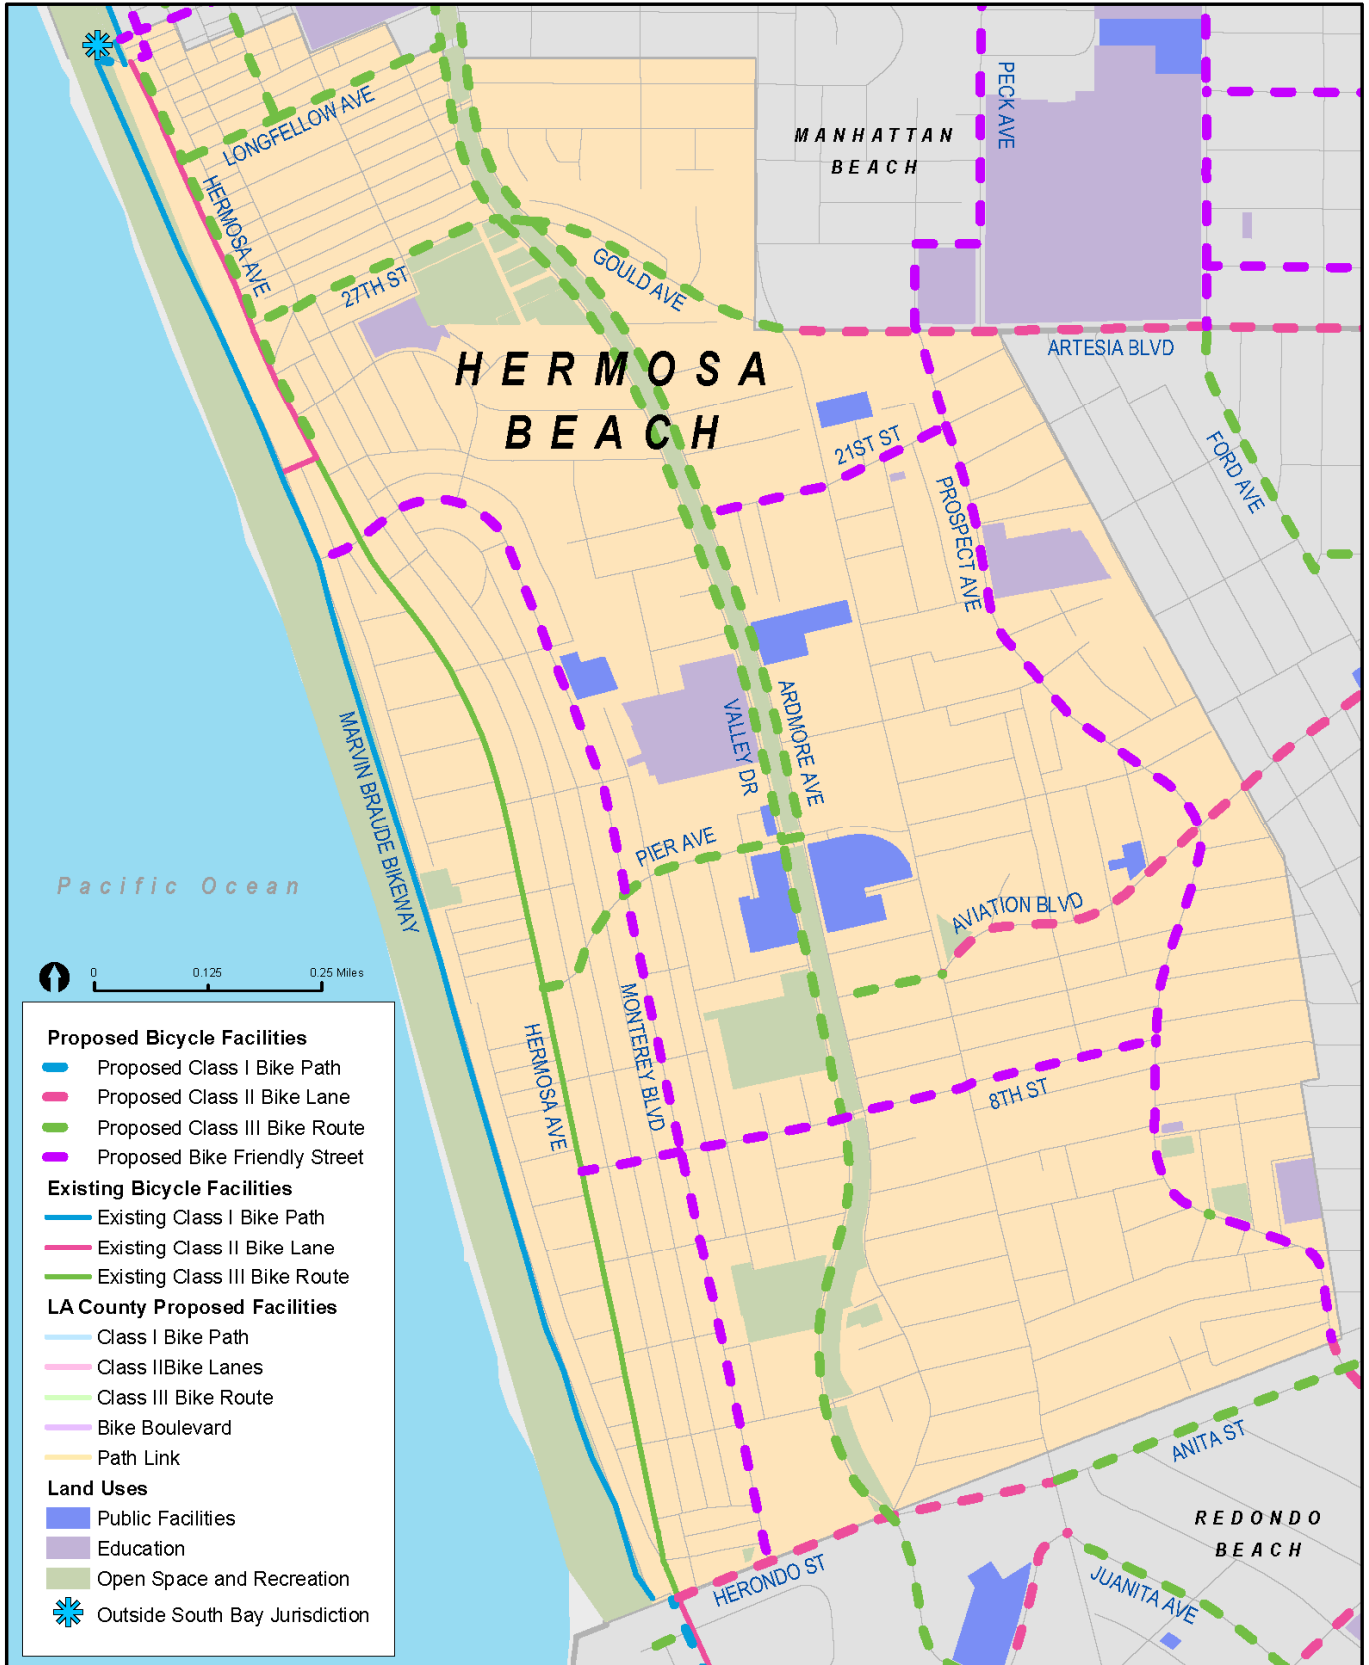 PECK AVE
MANHATTAN
BEACH
LONGFELLOW AVE
HERMOSA AVE
27TH ST
GOULD AVE
ARTESIA BLVD
HERMOSA
BEACH
21ST ST
FORD AVE
PROSPECT AVE
MARVIN BRAUDE BIKEWAY
VALLEY DR
ARDMORE AVE
PIER AVE
Pacific Ocean
AVIATION BLVD
0 0.125 0.25 Miles
MONTEREY BLVD
HERMOSA AVE
8TH ST
Proposed Bicycle Facilities
Proposed Class I Bike Path
Proposed Class II Bike Lane
Proposed Class III Bike Route
Proposed Bike Friendly Street
Existing Bicycle Facilities
Existing Class I Bike Path
Existing Class II Bike Lane
Existing Class III Bike Route
LA County Proposed Facilities
Class I Bike Path
Class IIBike Lanes
Class III Bike Route
Bike Boulevard
Path Link
Land Uses
Public Facilities
Education
Open Space and Recreation
Outside South Bay Jurisdiction
ANITA ST
REDONDO
BEACH
HERONDO ST
JUANITA AVE